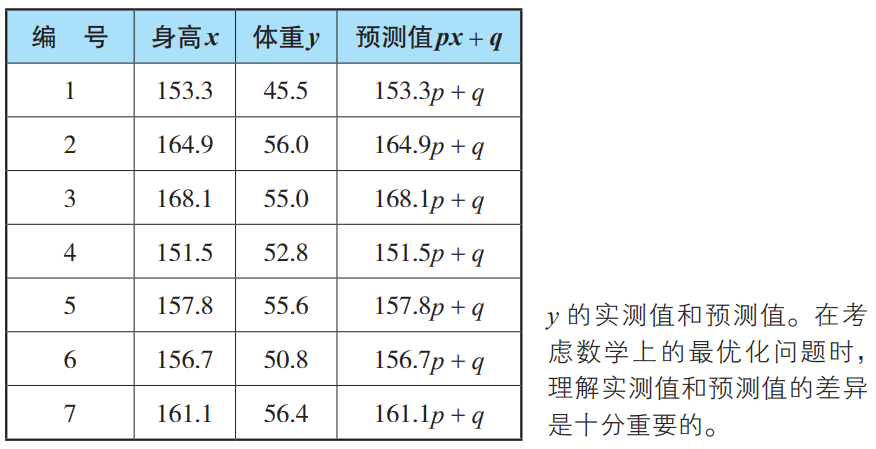 编 号 身高x 体重y 预测值px + q
1 153.3 45.5 153.3p + q
2 164.9 56.0 164.9p + q
3 168.1 55.0 168.1p + q
4 151.5 52.8 151.5p + q
5 157.8 55.6 157.8p + q
6 156.7 50.8 156.7p + q
7 161.1 56.4 161.1p + q
y 的实测值和预测值。在考
虑数学上的最优化问题时，
理解实测值和预测值的差异
是十分重要的。